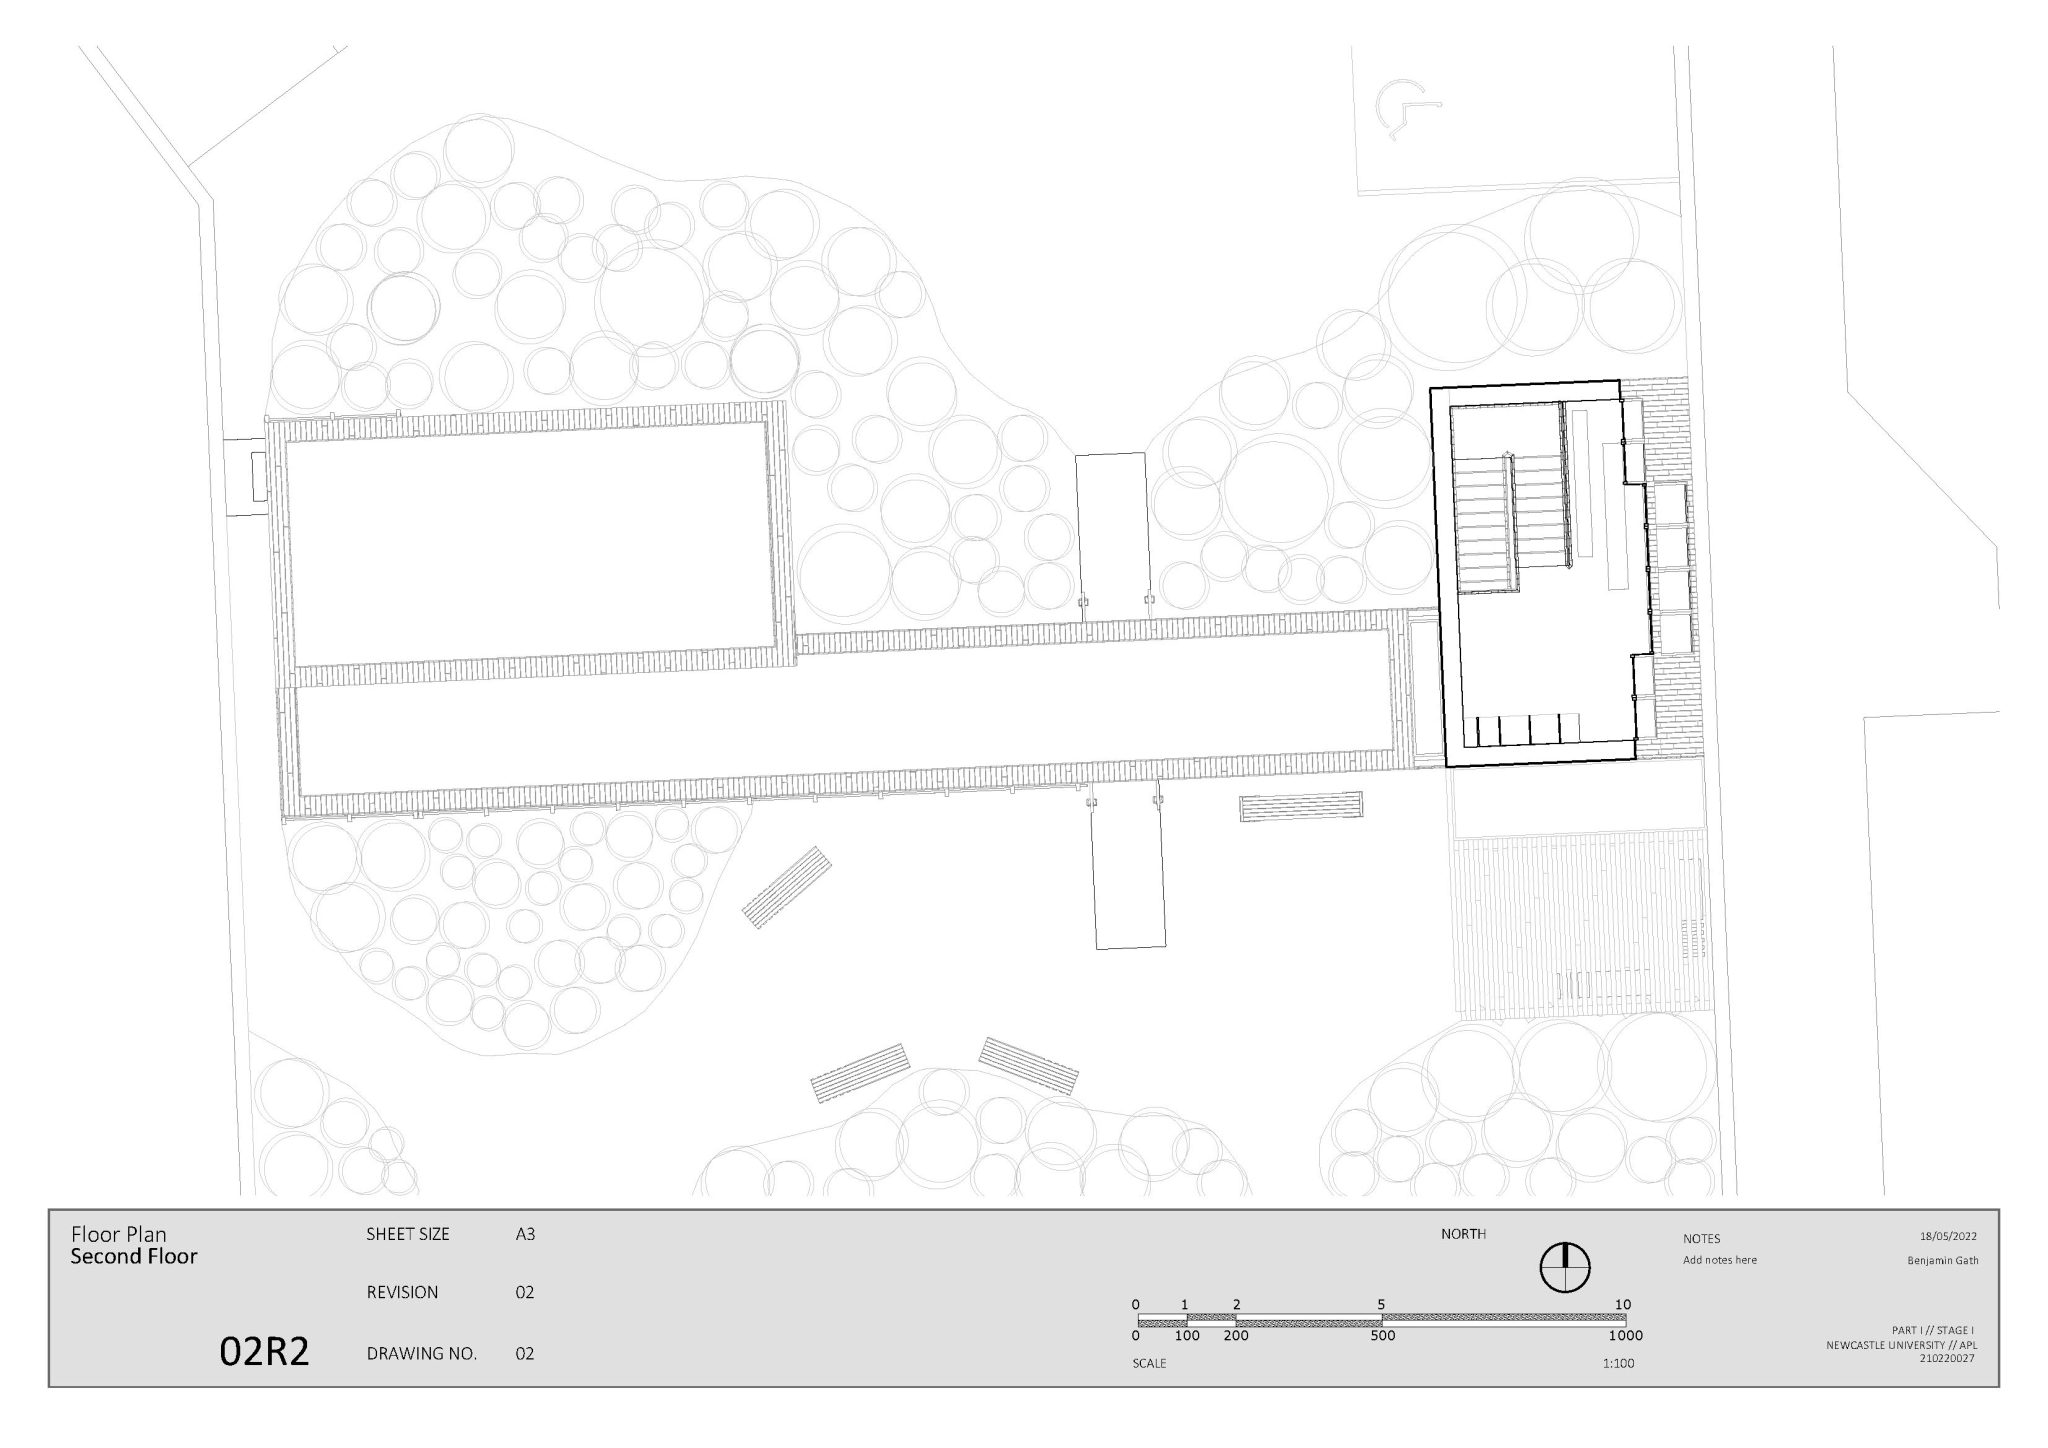 Floor Plan
Second Floor
SHEET SIZE A3
REVISION 02
02R2
DRAWING NO. 02
NORTH
0 1 2 5 10
0 100 200 500 1000
SCALE 1:100
NOTES
Add notes here
18/05/2022
Benjamin Gath
PART I // STAGE I
NEWCASTLE UNIVERSITY // APL
210220027